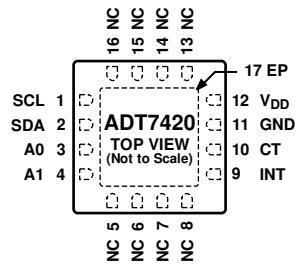 16 NC
15 NC
14 NC
13 NC
17 EP
SCL 1
SDA 2
A0 3
A1 4
ADT7420
TOP VIEW
(Not to Scale)
12 VDD
11 GND
10 CT
9 INT
NC 5
NC 6
NC 7
NC 8